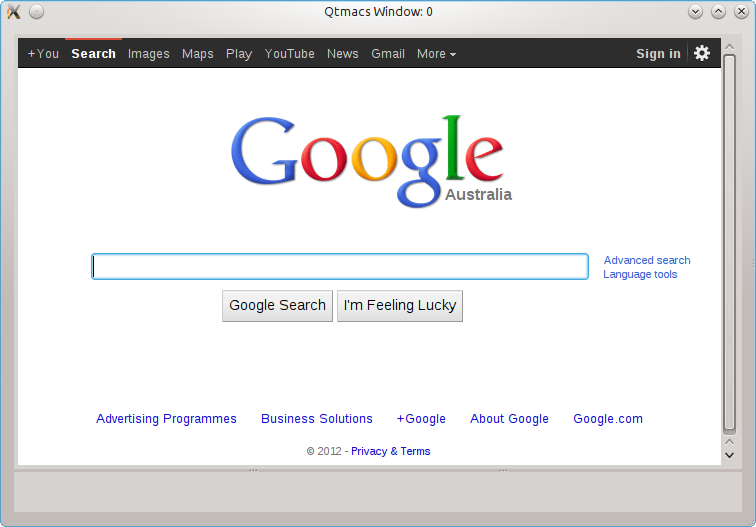 Qtmacs Window: 0
+You Search Images Maps Play YouTube News Gmail More Sign in
Google
Australia
Advanced search
Language tools
Google Search I'm Feeling Lucky
Advertising Programmes Business Solutions +Google About Google Google.com
© 2012 - Privacy & Terms